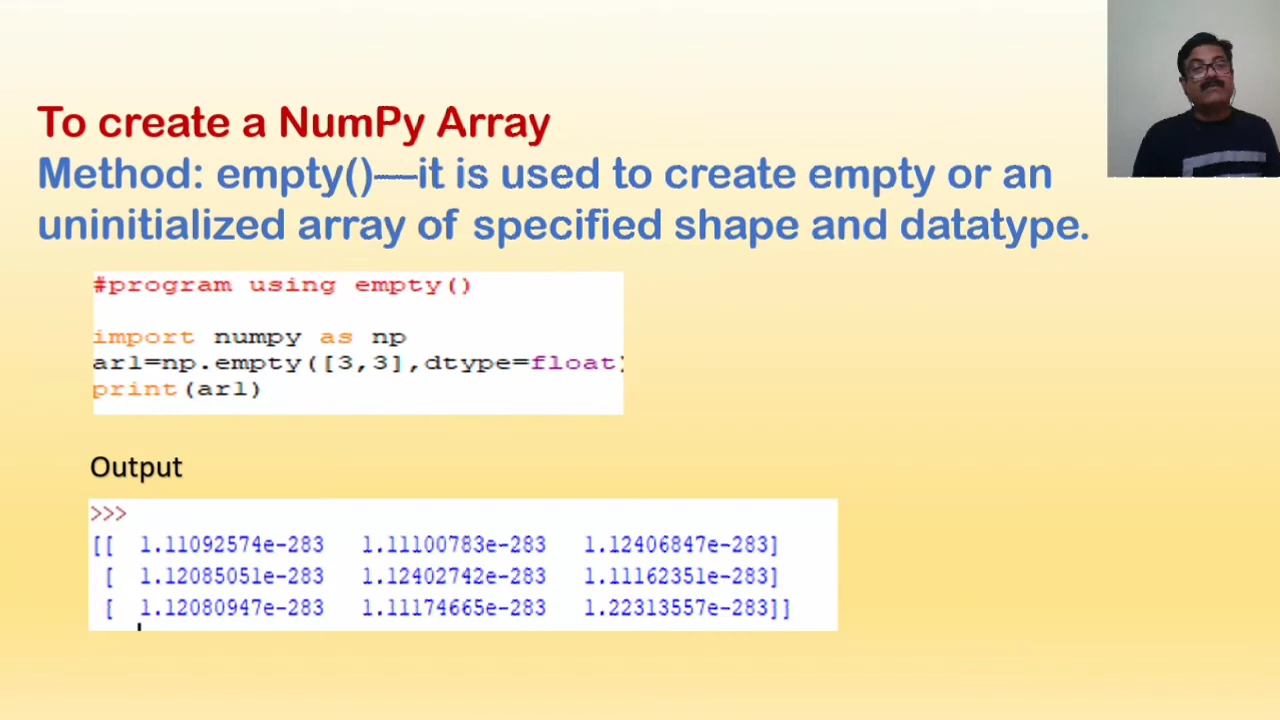 To create a NumPy Array
Method: empty()—it is used to create empty or an
uninitialized array of specified shape and datatype.
#program using empty()
import numpy as np
ar1=np.empty([3,3],dtype=float)
print(ar1)
Output
>>>
[[ 1.11092574e-283 1.11100783e-283 1.12406847e-283]
[ 1.12085051e-283 1.12402742e-283 1.11162351e-283]
[ 1.12080947e-283 1.11174665e-283 1.22313557e-283]]